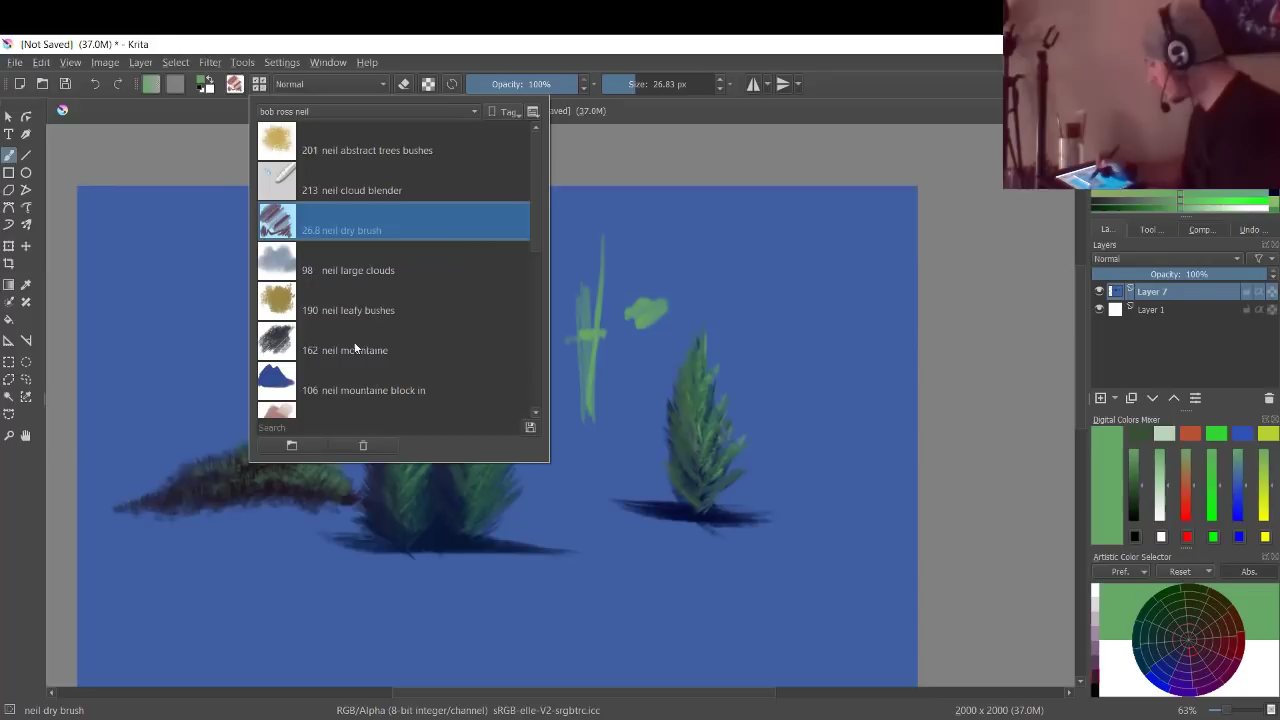 [Not Saved] (37.0M) * - Krita
File Edit View Image Layer Select Filter Tools Settings Window Help
Normal Opacity: 100% Size: 26.83 px
bob ross neil Tag
ved] (37.0M)
201 neil abstract trees bushes
213 neil cloud blender
26.8 neil dry brush
98 neil large clouds
190 neil leafy bushes
162 neil mountaine
106 neil mountaine block in
Search
La... Tool ... Comp... Undo ...
Layers
Normal
Opacity: 100%
Layer 7
Layer 1
Digital Colors Mixer
Artistic Color Selector
Pref. Reset Abs.
neil dry brush
RGB/Alpha (8-bit integer/channel) sRGB-elle-V2-srgbtrc.icc
2000 x 2000 (37.0M)
63%